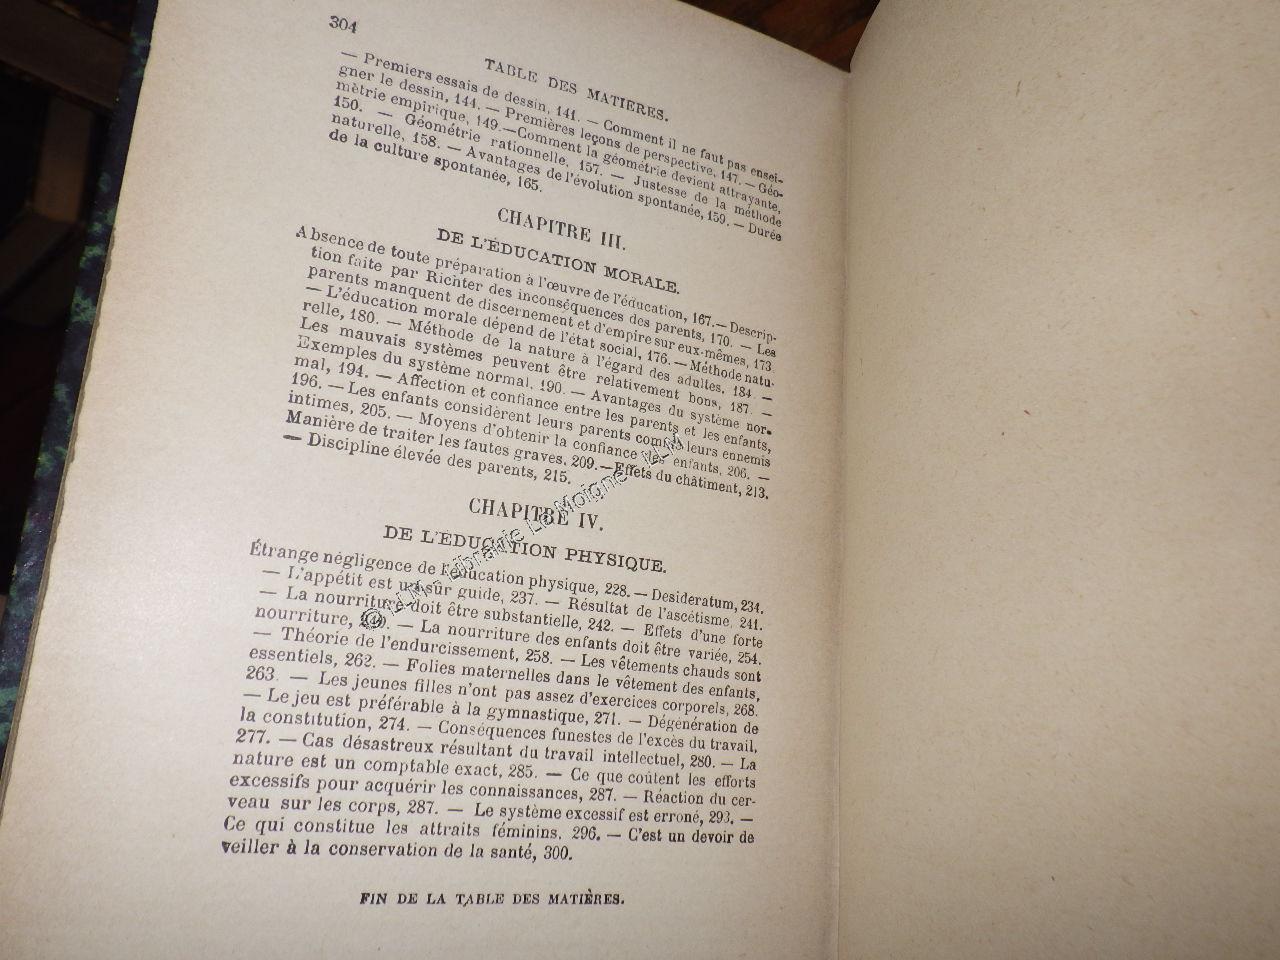 304
TABLE DES MATIÈRES.
— Premiers essais de dessin, 141. — Comment il ne faut pas ensei-
gner le dessin, 144. — Premières leçons de perspective, 147. — Géo-
métrie empirique, 149. — Comment la géométrie devient attrayante,
150. — Géométrie rationnelle, 157. — Justesse de la méthode
naturelle, 158. — Avantages de l'évolution spontanée, 159. — Durée
de la culture spontanée, 165.
CHAPITRE III.
DE L'ÉDUCATION MORALE.
Absence de toute préparation à l'œuvre de l'éducation, 167. — Descrip-
tion faite par Richter des inconséquences des parents, 170. — Les
parents manquent de discernement et d'empire sur eux-mêmes, 173.
— L'éducation morale dépend de l'état social, 176. — Méthode natu-
relle, 180. — Méthode de la nature à l'égard des adultes, 184. —
Les mauvais systèmes peuvent être relativement bons, 187. —
Exemples du système normal, 190. — Avantages du système nor-
mal, 194. — Affection et confiance entre les parents et les enfants,
196. — Les enfants considèrent leurs parents comme leurs ennemis
intimes, 205. — Moyens d'obtenir la confiance des enfants, 206. —
Manière de traiter les fautes graves, 209. — Effets du châtiment, 213.
— Discipline élevée des parents, 215.
CHAPITRE IV.
DE L'ÉDUCATION PHYSIQUE.
Étrange négligence de l'éducation physique, 228. — Desideratum, 234.
— L'appétit est un sûr guide, 237. — Résultat de l'ascétisme, 241.
— La nourriture doit être substantielle, 242. — Effets d'une forte
nourriture, — La nourriture des enfants doit être variée, 254.
— Théorie de l'endurcissement, 258. — Les vêtements chauds sont
essentiels, 262. — Folies maternelles dans le vêtement des enfants,
263. — Les jeunes filles n'ont pas assez d'exercices corporels, 268.
— Le jeu est préférable à la gymnastique, 271. — Dégénération de
la constitution, 274. — Conséquences funestes de l'excès du travail,
277. — Cas désastreux résultant du travail intellectuel, 280. — La
nature est un comptable exact, 285. — Ce que coûtent les efforts
excessifs pour acquérir les connaissances, 287. — Réaction du cer-
veau sur les corps, 287. — Le système excessif est erroné, 293. —
Ce qui constitue les attraits féminins, 296. — C'est un devoir de
veiller à la conservation de la santé, 300.
FIN DE LA TABLE DES MATIÈRES.
© LLM - Librairie Le Moigne - LLM